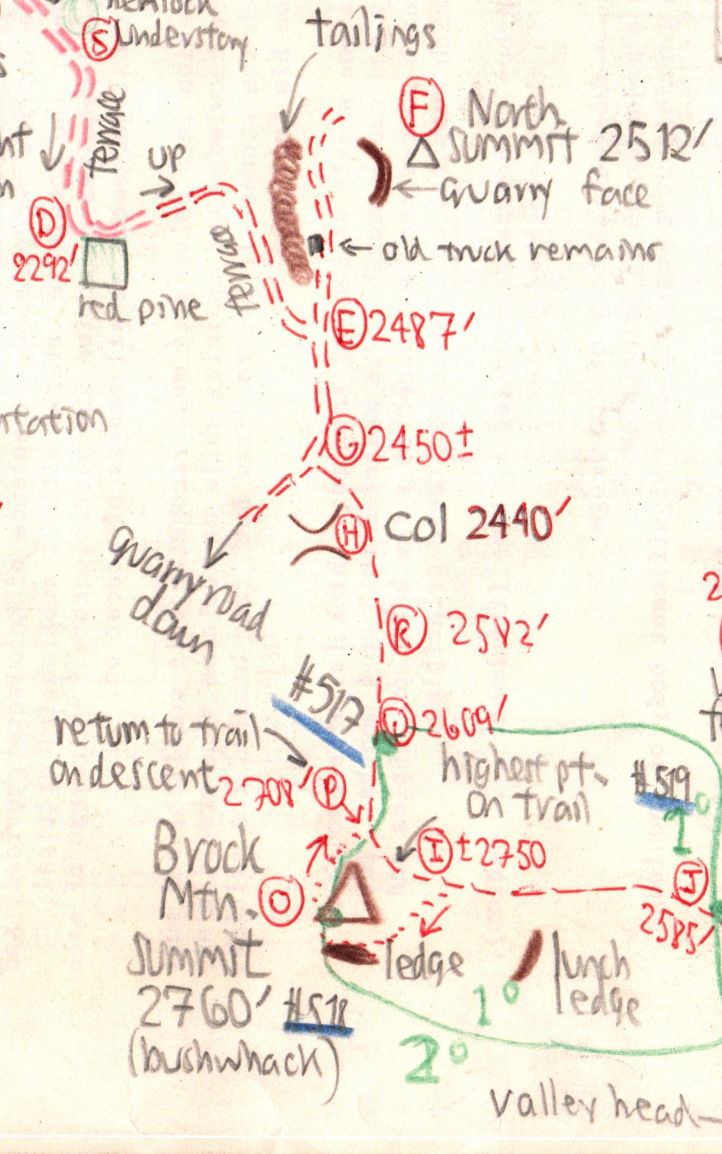 Hemlock
Understory
S
tailings
terrace
up
F
North
summit 2512'
quarry face
D
2292'
red pine
terrace
old truck remains
E 2487'
G 2450±
quarry road
down
H
Col 2440'
R
#517
2609'
return to trail
on descent
2708' P
highest pt.
on trail
#519
1°
Brock
Mtn.
O
I ±2750
J
2585'
summit
2760' #518
(bushwhack)
ledge
lunch
ledge
1°
2°
valley head